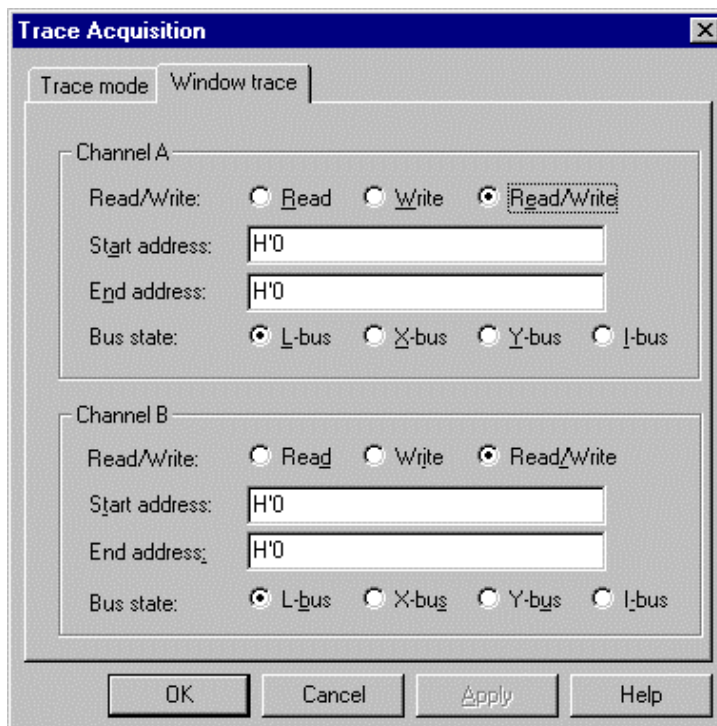 Trace Acquisition
Trace mode Window trace
Channel A
Read/Write: Read Write Read/Write
Start address: H'0
End address: H'0
Bus state: L-bus X-bus Y-bus I-bus
Channel B
Read/Write: Read Write Read/Write
Start address: H'0
End address: H'0
Bus state: L-bus X-bus Y-bus I-bus
OK Cancel Apply Help